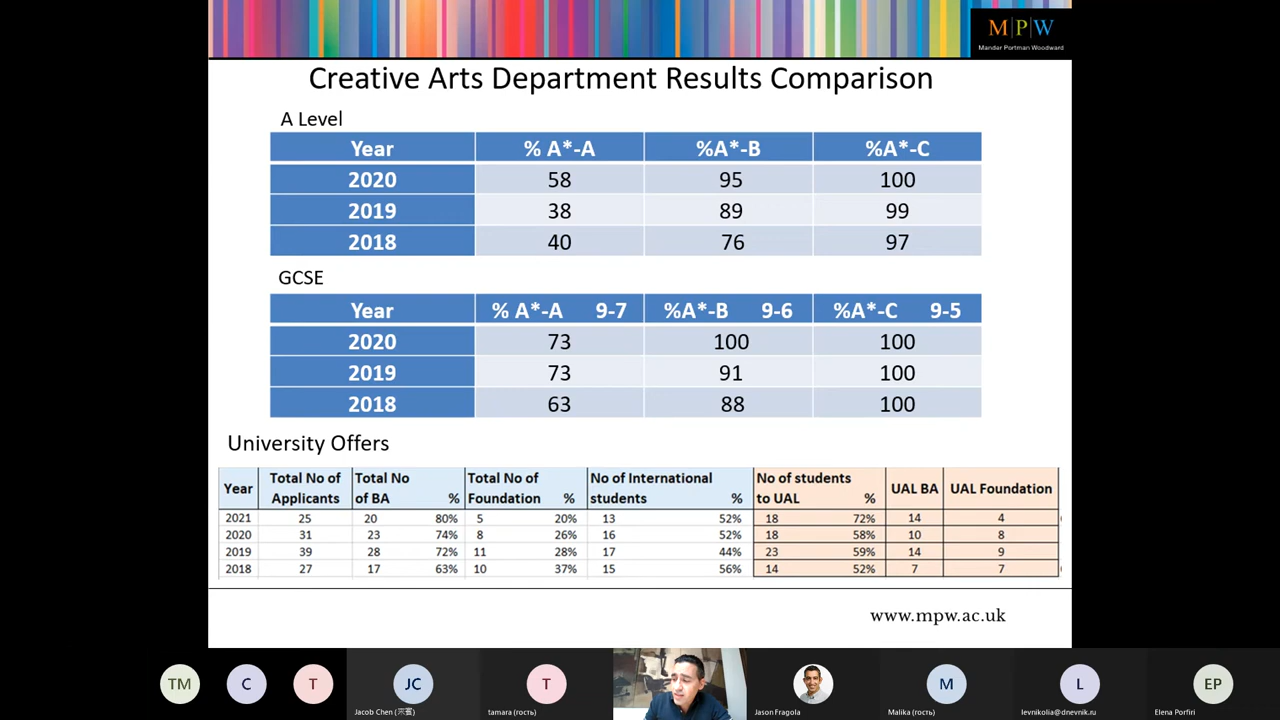 M|P|W
Mander Portman Woodward
Creative Arts Department Results Comparison
A Level
Year % A*-A %A*-B %A*-C
2020 58 95 100
2019 38 89 99
2018 40 76 97
GCSE
Year % A*-A 9-7 %A*-B 9-6 %A*-C 9-5
2020 73 100 100
2019 73 91 100
2018 63 88 100
University Offers
Year Total No of Applicants Total No of BA % Total No of Foundation % No of International students % No of students to UAL % UAL BA UAL Foundation
2021 25 20 80% 5 20% 13 52% 18 72% 14 4
2020 31 23 74% 8 26% 16 52% 18 58% 10 8
2019 39 28 72% 11 28% 17 44% 23 59% 14 9
2018 27 17 63% 10 37% 15 56% 14 52% 7 7
www.mpw.ac.uk
TM C T JC T M L EP
Jacob Chen (宗賓) tamara (гость) Jason Fragola Malika (гость) levnikolia@dnevnik.ru Elena Porfiri